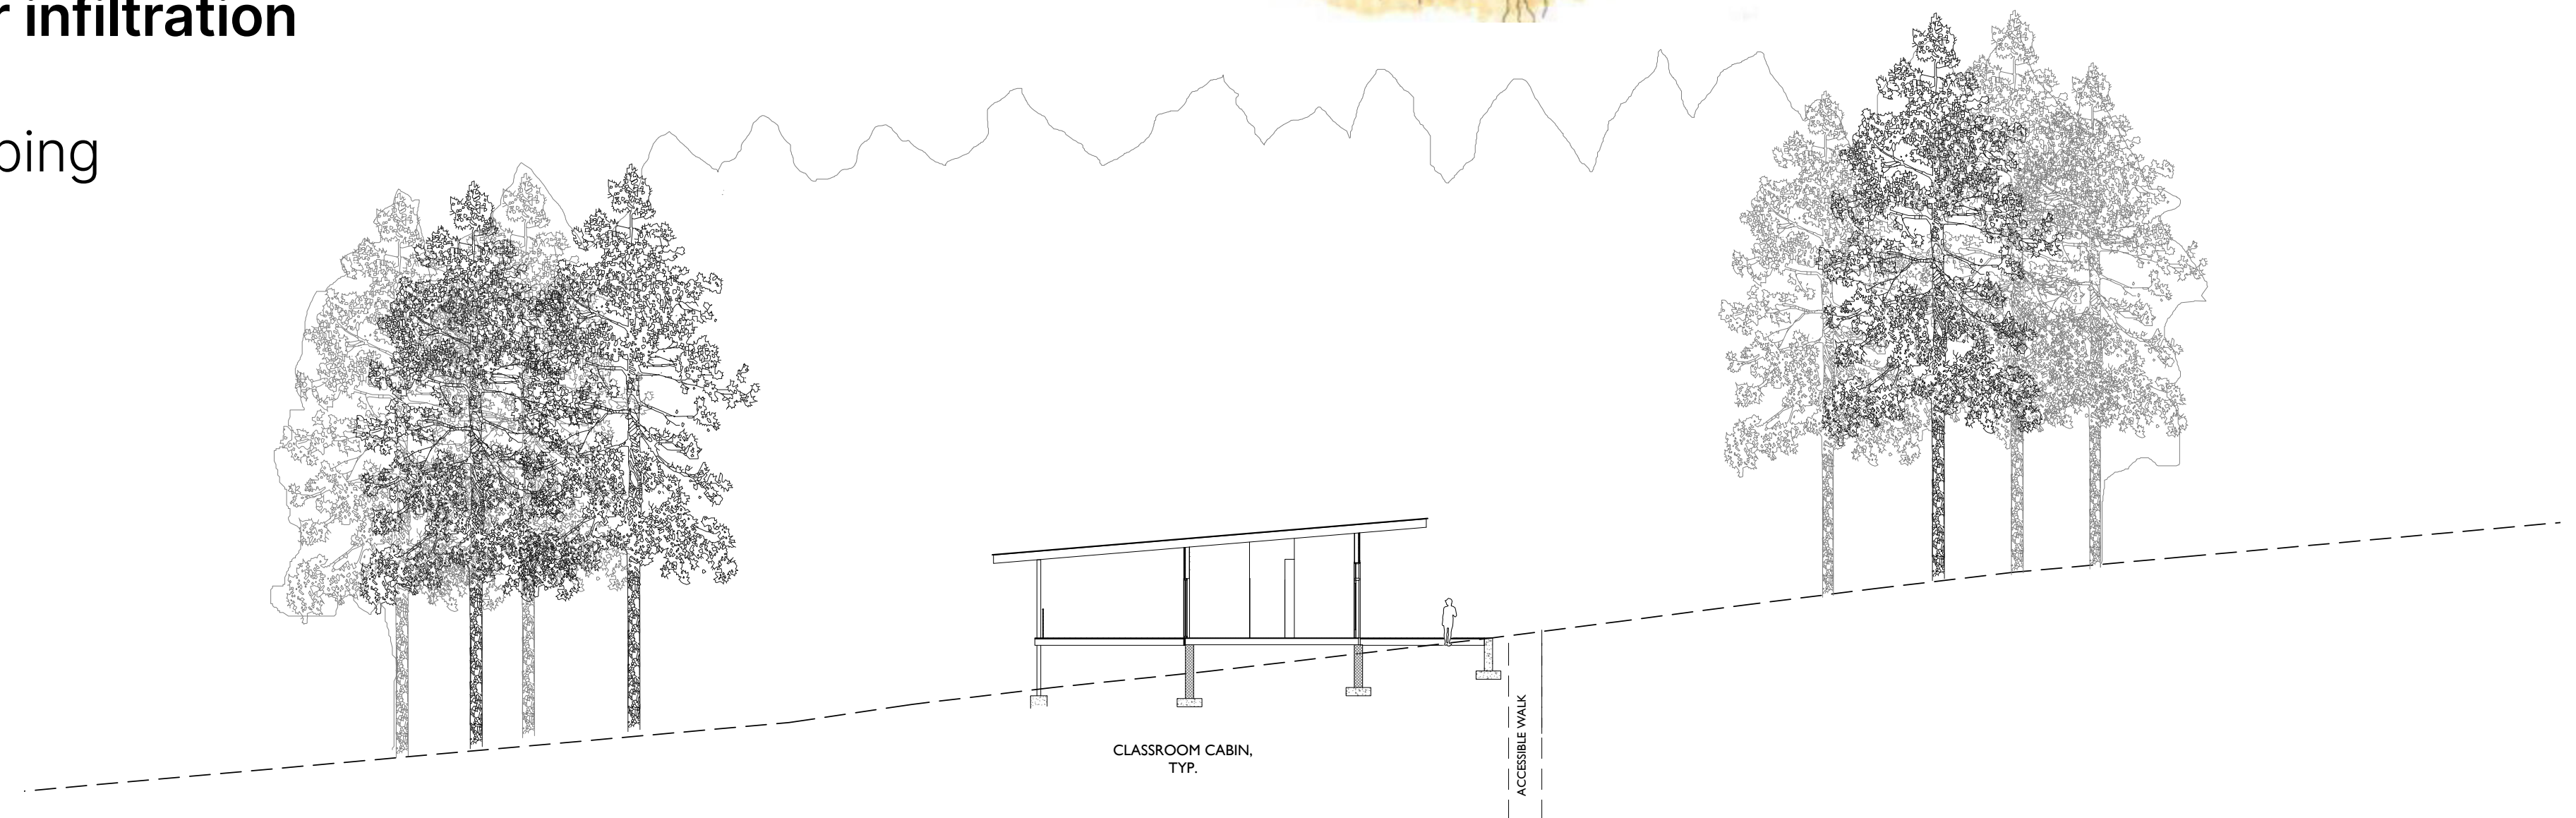 r infiltration
ping
CLASSROOM CABIN,
TYP.
ACCESSIBLE WALK